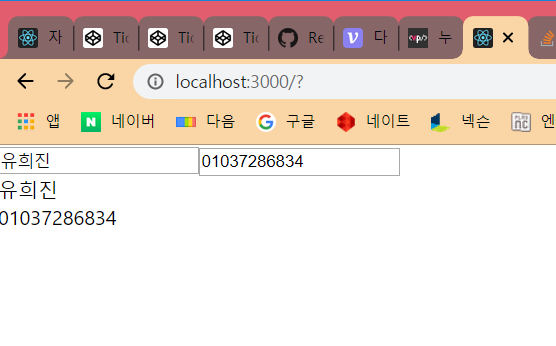 자 Tic Tic Tic Re 다 누
localhost:3000/?
앱 네이버 다음 구글 네이트 넥슨 엔
유희진 01037286834
유희진
01037286834